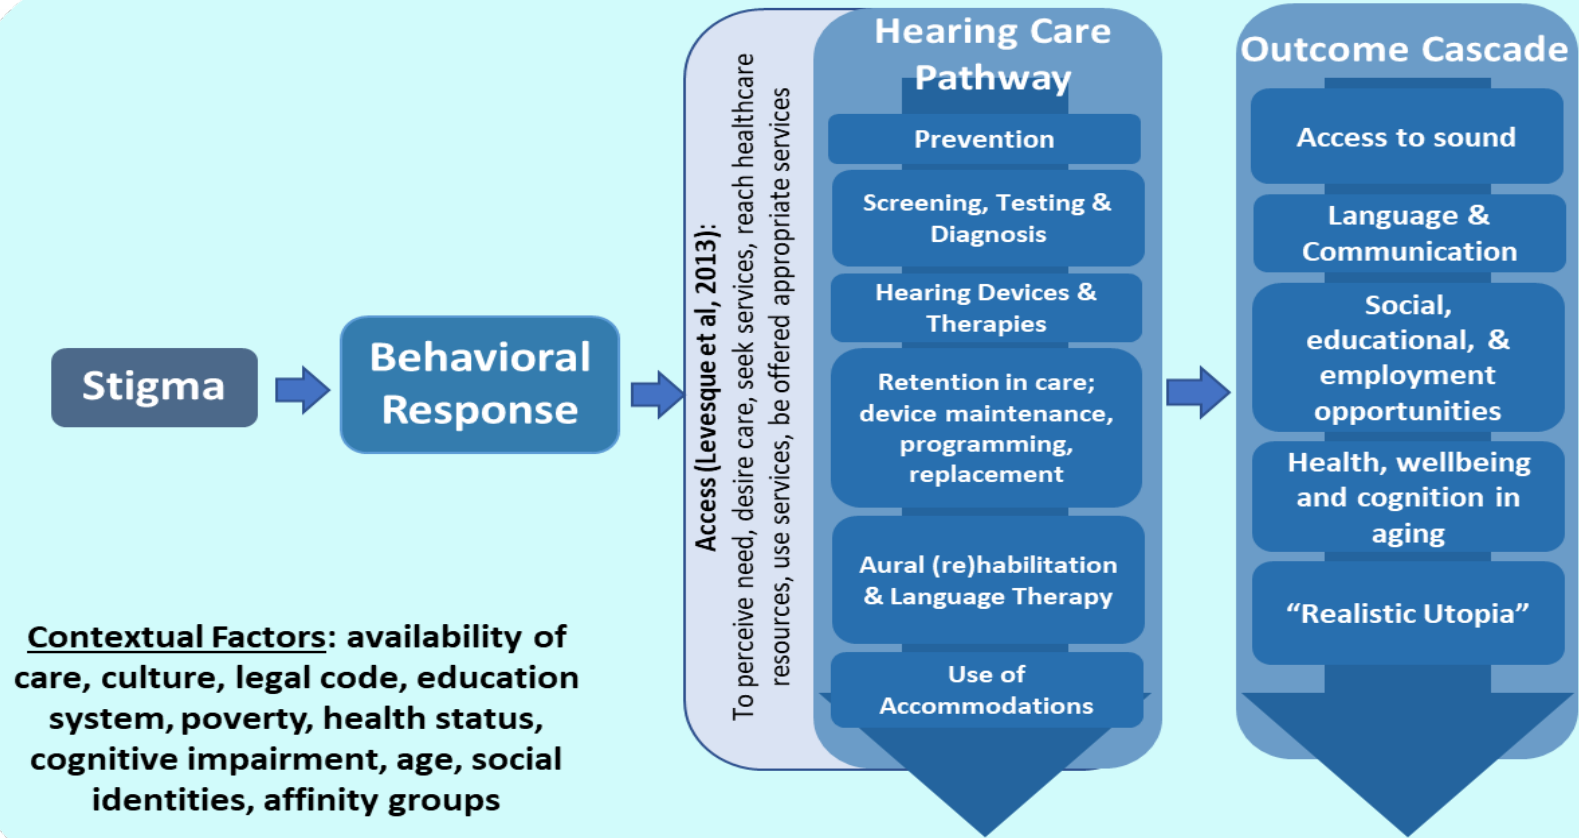 Stigma
Behavioral
Response
Contextual Factors: availability of
care, culture, legal code, education
system, poverty, health status,
cognitive impairment, age, social
identities, affinity groups
Access (Levesque et al, 2013):
To perceive need, desire care, seek services, reach healthcare
resources, use services, be offered appropriate services
Hearing Care
Pathway
Prevention
Screening, Testing &
Diagnosis
Hearing Devices &
Therapies
Retention in care;
device maintenance,
programming,
replacement
Aural (re)habilitation
& Language Therapy
Use of
Accommodations
Outcome Cascade
Access to sound
Language &
Communication
Social,
educational, &
employment
opportunities
Health, wellbeing
and cognition in
aging
“Realistic Utopia”